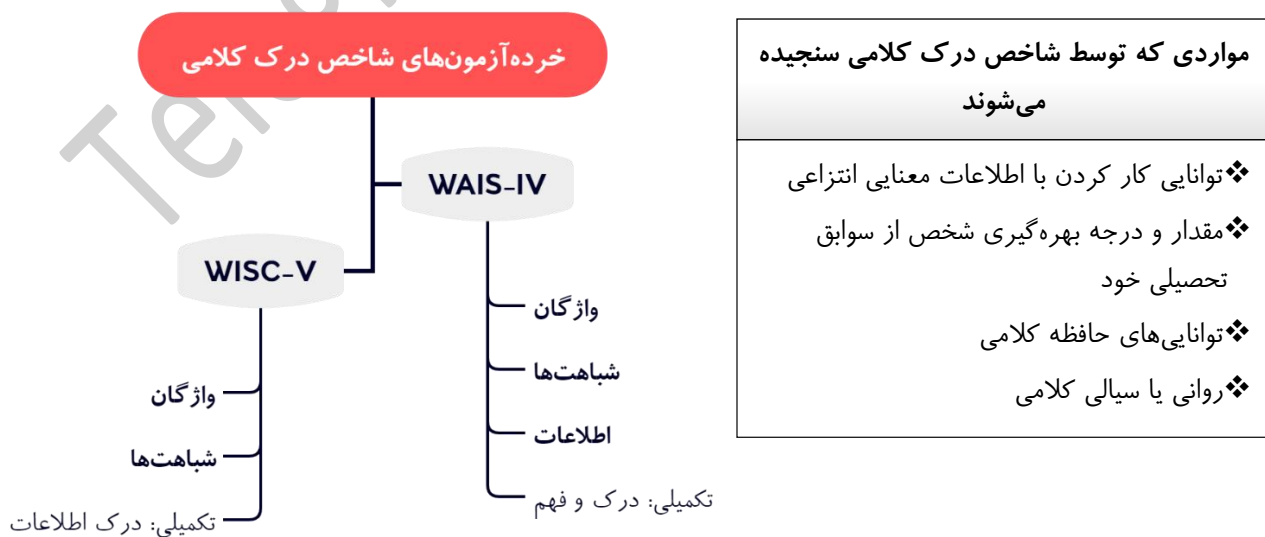 مواردی که توسط شاخص درک کلامی سنجیده
می‌شوند
❖توانایی کار کردن با اطلاعات معنایی انتزاعی
❖مقدار و درجه بهره‌گیری شخص از سوابق
تحصیلی خود
❖توانایی‌های حافظه کلامی
❖روانی یا سیالی کلامی
خرده‌آزمون‌های شاخص درک کلامی
WAIS-IV
واژگان
شباهت‌ها
اطلاعات
تکمیلی: درک و فهم
WISC-V
واژگان
شباهت‌ها
تکمیلی: درک اطلاعات